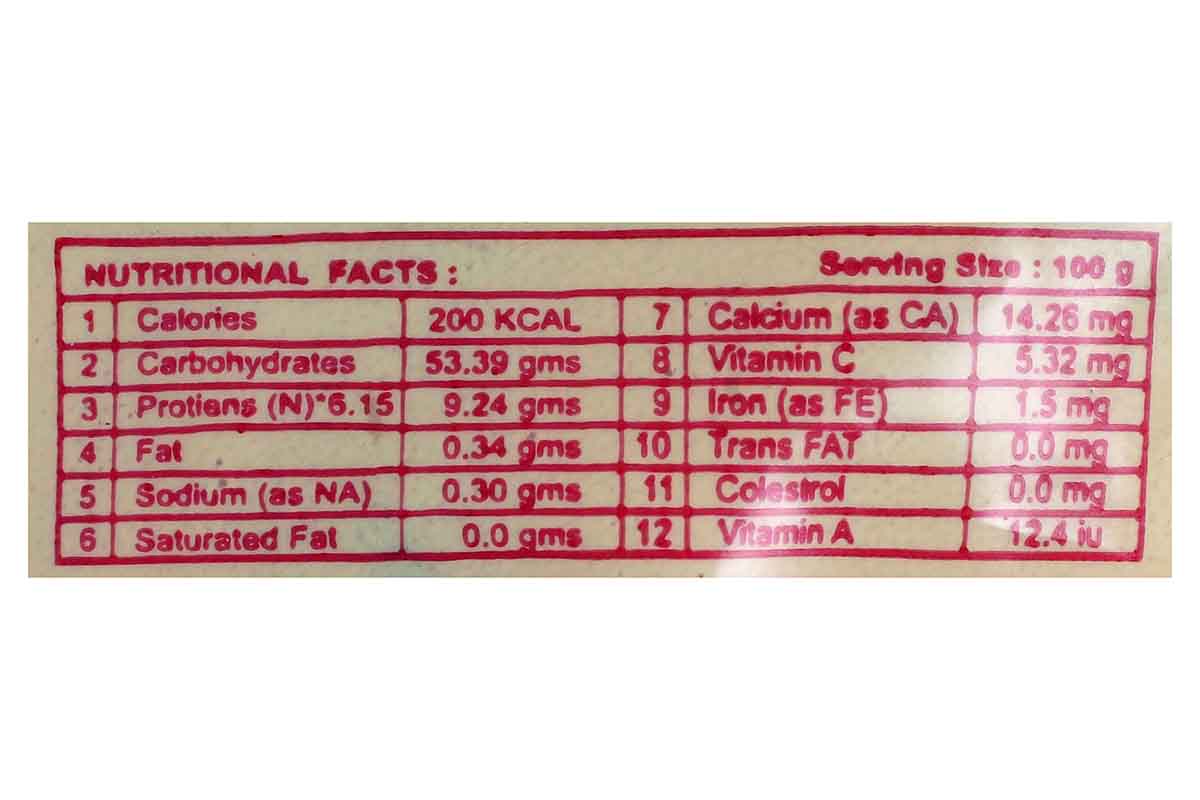 NUTRITIONAL FACTS : Serving Size : 100 g
1 Calories 200 KCAL 7 Calcium (as CA) 14.26 mg
2 Carbohydrates 53.39 gms 8 Vitamin C 5.32 mg
3 Protiens (N)*6.15 9.24 gms 9 Iron (as FE) 1.5 mg
4 Fat 0.34 gms 10 Trans FAT 0.0 mg
5 Sodium (as NA) 0.30 gms 11 Colestrol 0.0 mg
6 Saturated Fat 0.0 gms 12 Vitamin A 12.4 iu